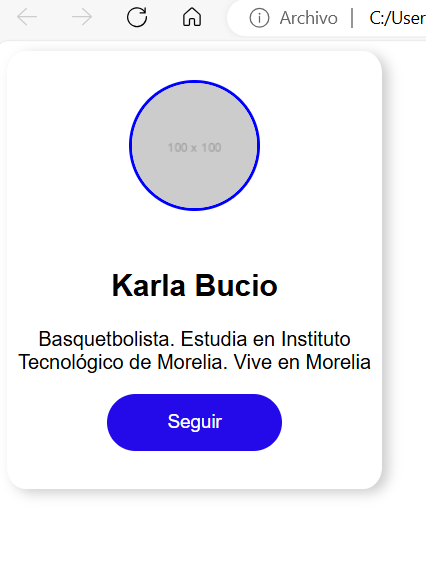 Archivo | C:/User
100 x 100
Karla Bucio
Basquetbolista. Estudia en Instituto
Tecnológico de Morelia. Vive en Morelia
Seguir